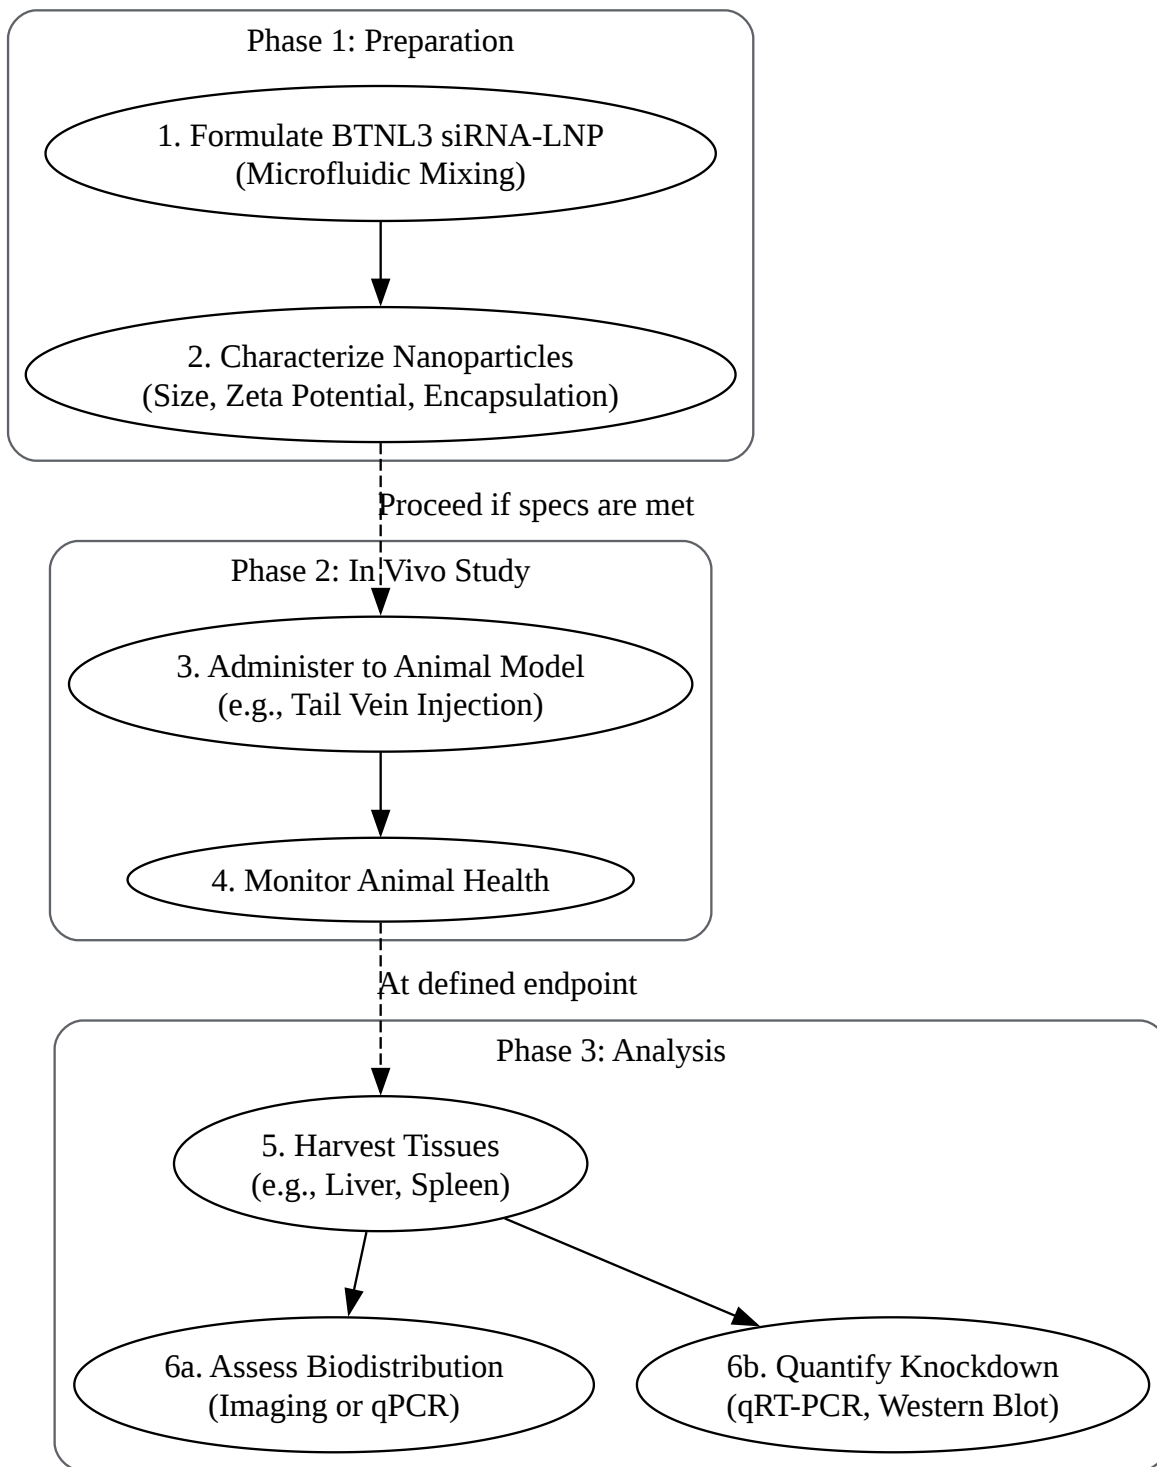 Phase 1: Preparation
1. Formulate BTNL3 siRNA-LNP
(Microfluidic Mixing)
2. Characterize Nanoparticles
(Size, Zeta Potential, Encapsulation)
Proceed if specs are met
Phase 2: In Vivo Study
3. Administer to Animal Model
(e.g., Tail Vein Injection)
4. Monitor Animal Health
At defined endpoint
Phase 3: Analysis
5. Harvest Tissues
(e.g., Liver, Spleen)
6a. Assess Biodistribution
(Imaging or qPCR)
6b. Quantify Knockdown
(qRT-PCR, Western Blot)